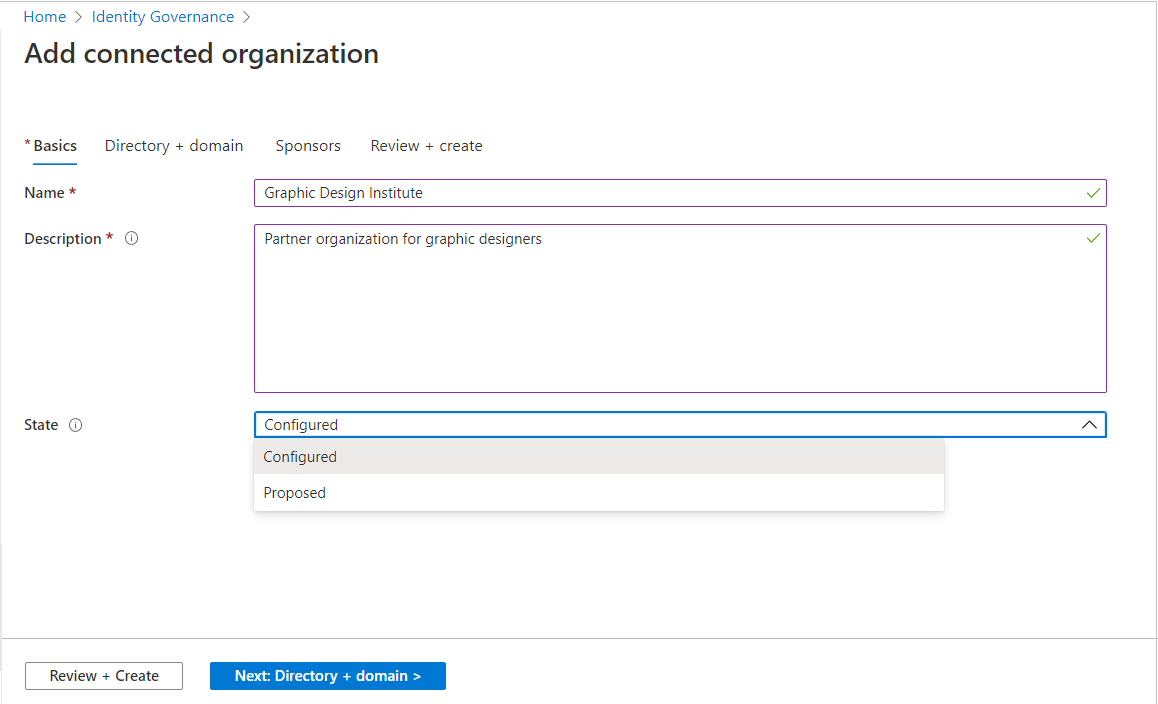 Home > Identity Governance >
Add connected organization
* Basics Directory + domain Sponsors Review + create
Name * Graphic Design Institute
Description * Partner organization for graphic designers
State Configured
Configured
Proposed
Review + Create Next: Directory + domain >